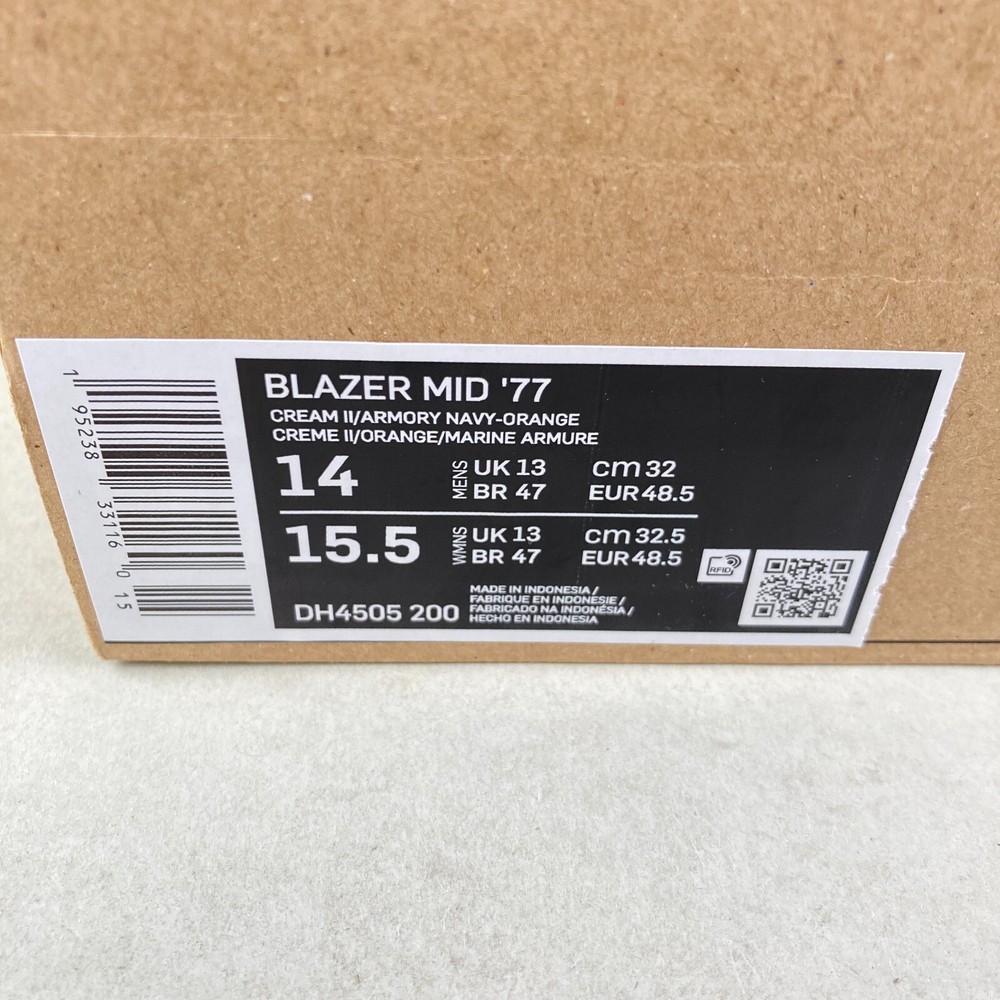 1 95238 33116 0 15
BLAZER MID '77
CREAM II/ARMORY NAVY-ORANGE
CREME II/ORANGE/MARINE ARMURE
14 MENS UK 13 cm 32
BR 47 EUR 48.5
15.5 WMNS UK 13 cm 32.5
BR 47 EUR 48.5
RFID
DH4505 200
MADE IN INDONESIA /
FABRIQUE EN INDONESIE /
FABRICADO NA INDONÉSIA /
HECHO EN INDONESIA